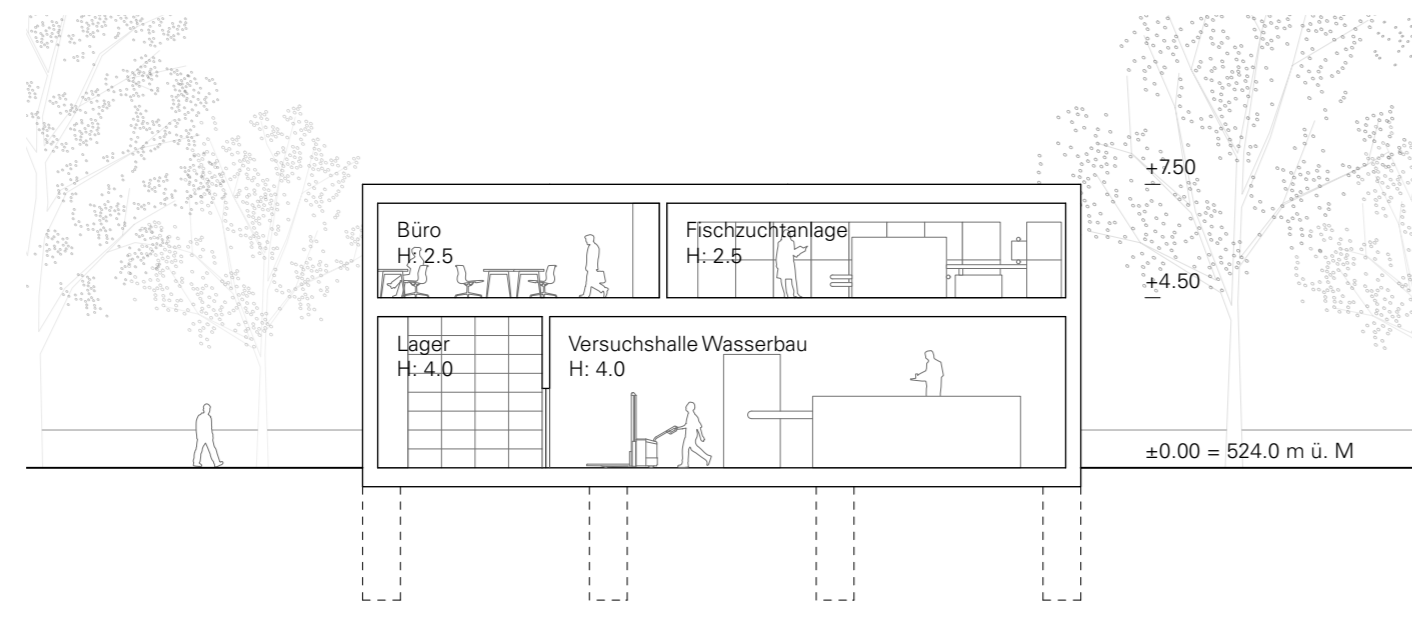 +7.50
Büro
H: 2.5
Fischzuchtanlage
H: 2.5
+4.50
Lager
H: 4.0
Versuchshalle Wasserbau
H: 4.0
±0.00 = 524.0 m ü. M